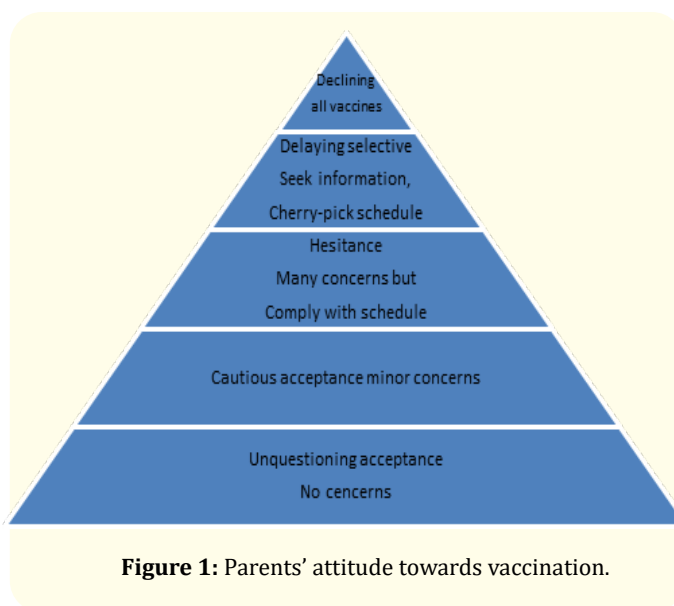 Declining
all vaccines
Delaying selective
Seek information,
Cherry-pick schedule
Hesitance
Many concerns but
Comply with schedule
Cautious acceptance minor concerns
Unquestioning acceptance
No cencerns
Figure 1: Parents’ attitude towards vaccination.